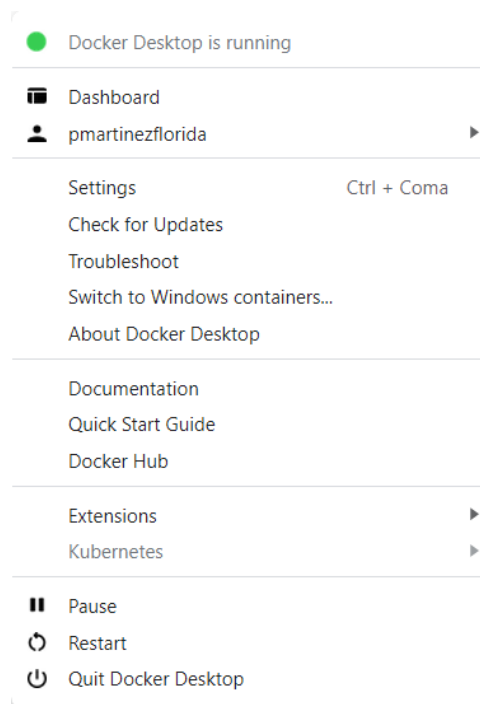 Docker Desktop is running
Dashboard
pmartinezflorida
Settings Ctrl + Coma
Check for Updates
Troubleshoot
Switch to Windows containers...
About Docker Desktop
Documentation
Quick Start Guide
Docker Hub
Extensions
Kubernetes
Pause
Restart
Quit Docker Desktop